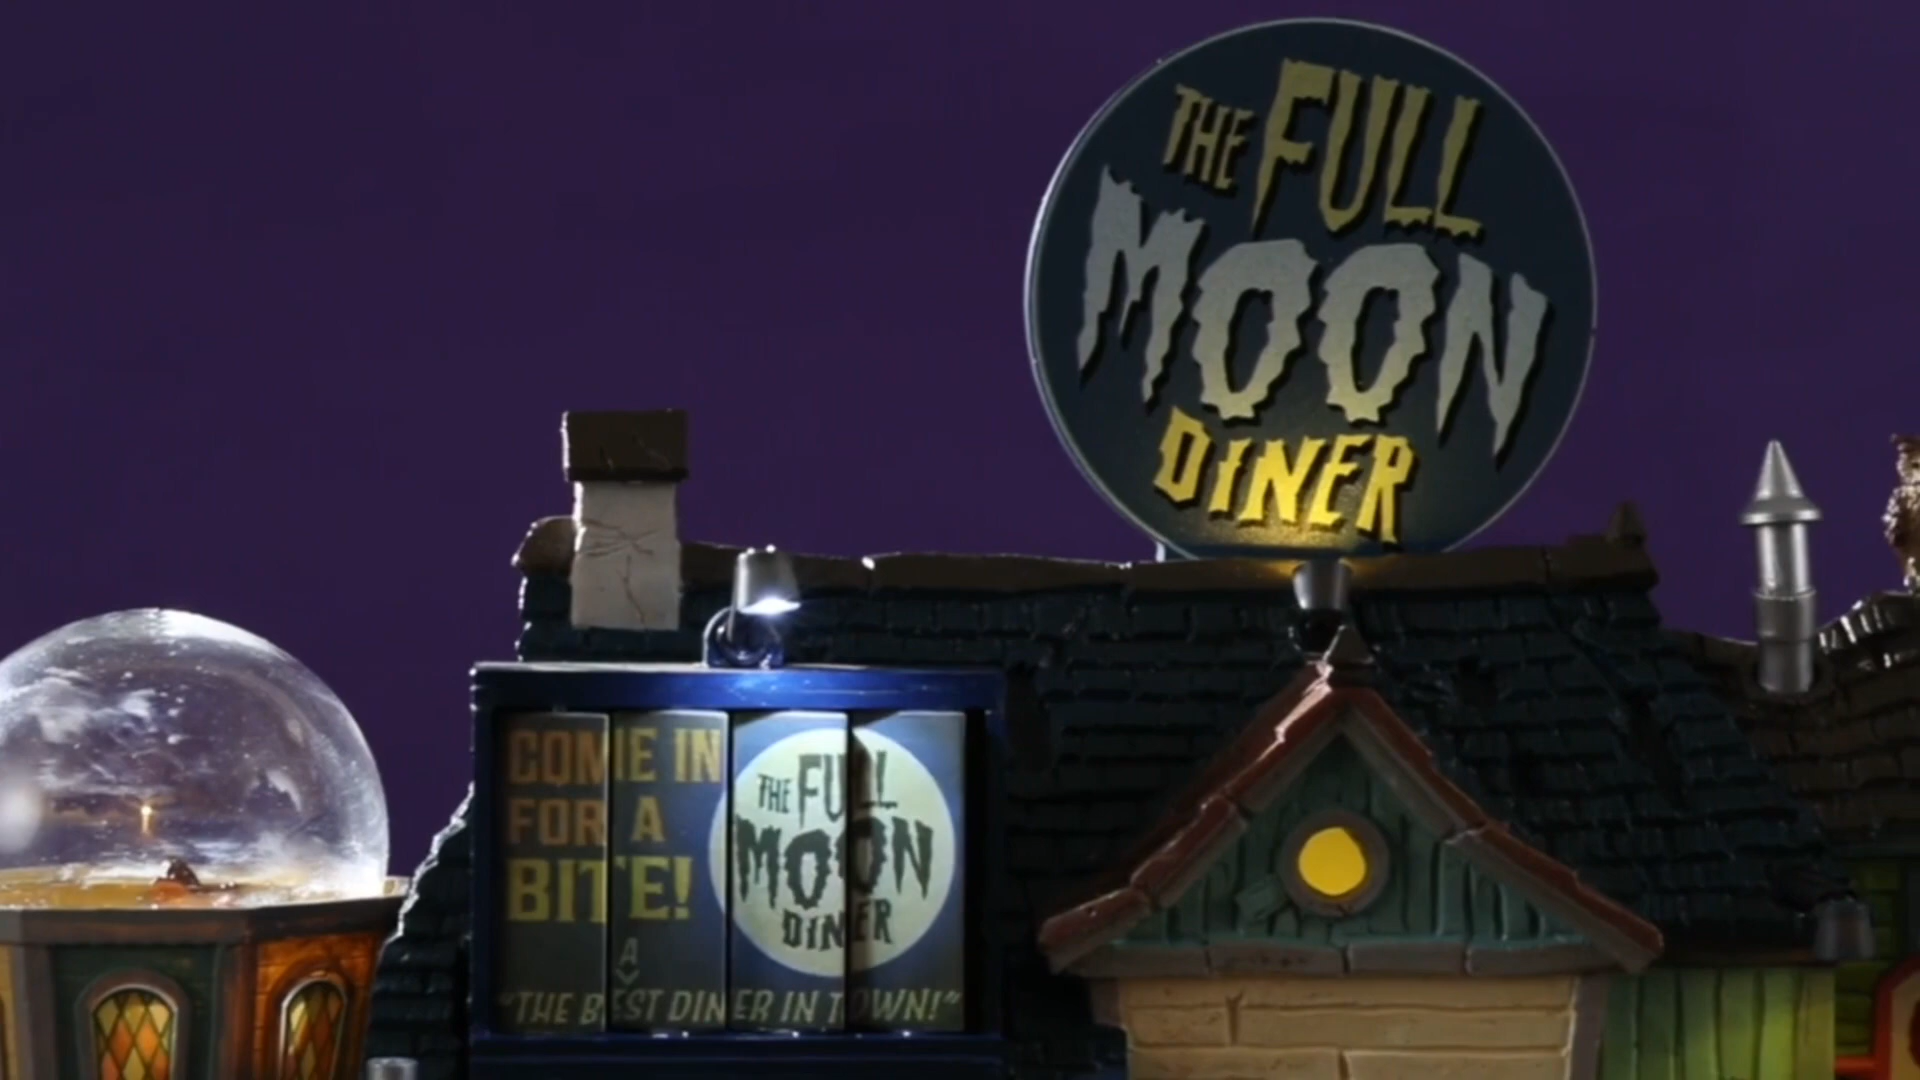 THE FULL
MOON
DINER
COME IN
FOR A
BITE!
A
"THE BEST DINER IN TOWN!"
THE FULL
MOON
DINER